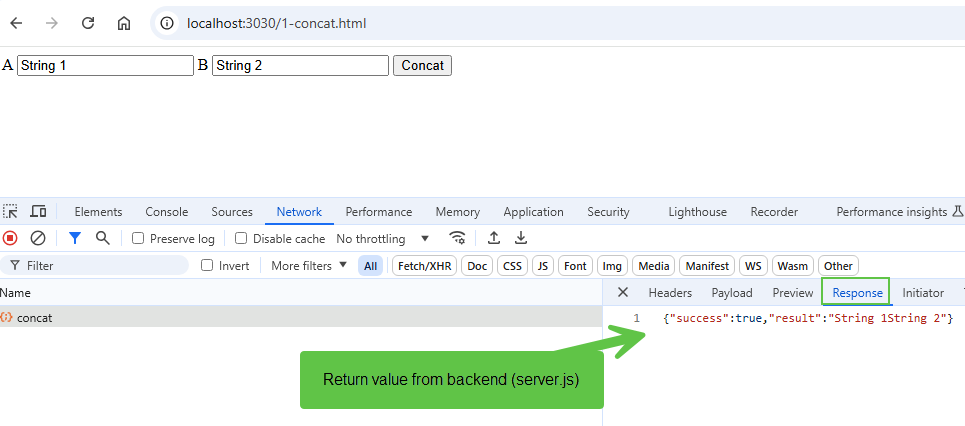 localhost:3030/1-concat.html
A String 1 B String 2 Concat
Elements Console Sources Network Performance Memory Application Security Lighthouse Recorder Performance insights
Preserve log Disable cache No throttling
Filter Invert More filters All Fetch/XHR Doc CSS JS Font Img Media Manifest WS Wasm Other
Name Headers Payload Preview Response Initiator
concat 1 {"success":true,"result":"String 1String 2"}
Return value from backend (server.js)